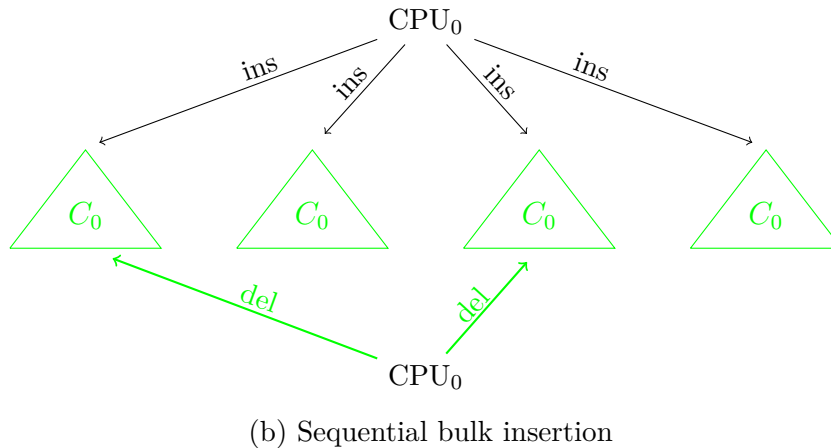 CPU₀
ins ins ins ins
C₀ C₀ C₀ C₀
del del
CPU₀
(b) Sequential bulk insertion